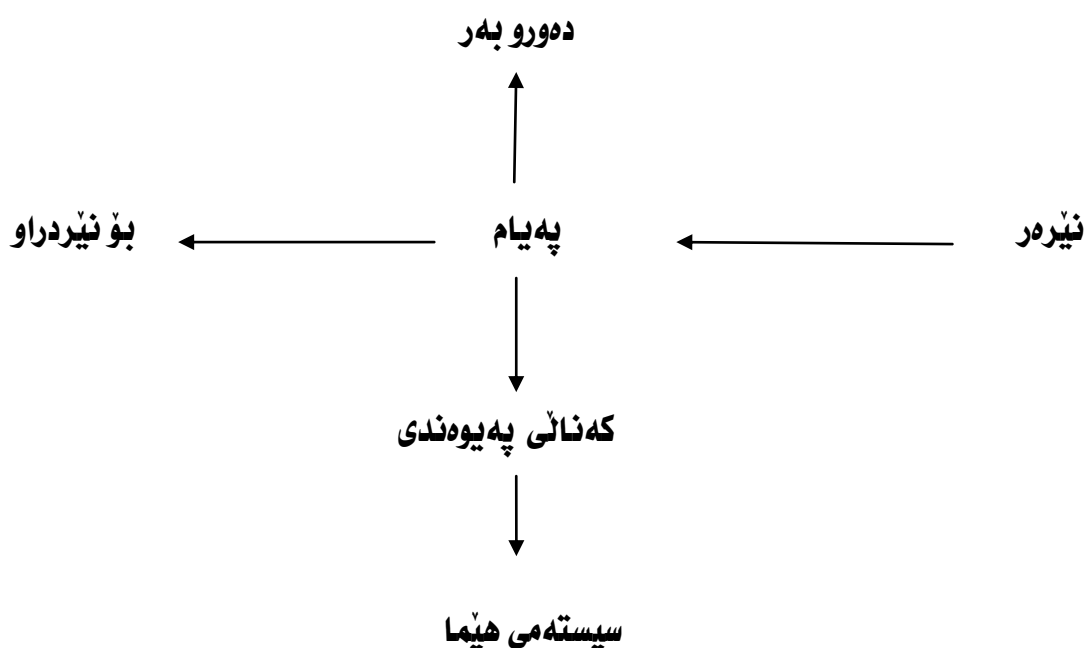 دەورو بەر
نێرەر
پەیام
بۆ نێردراو
کەناڵی پەیوەندی
سیستەمی هێما